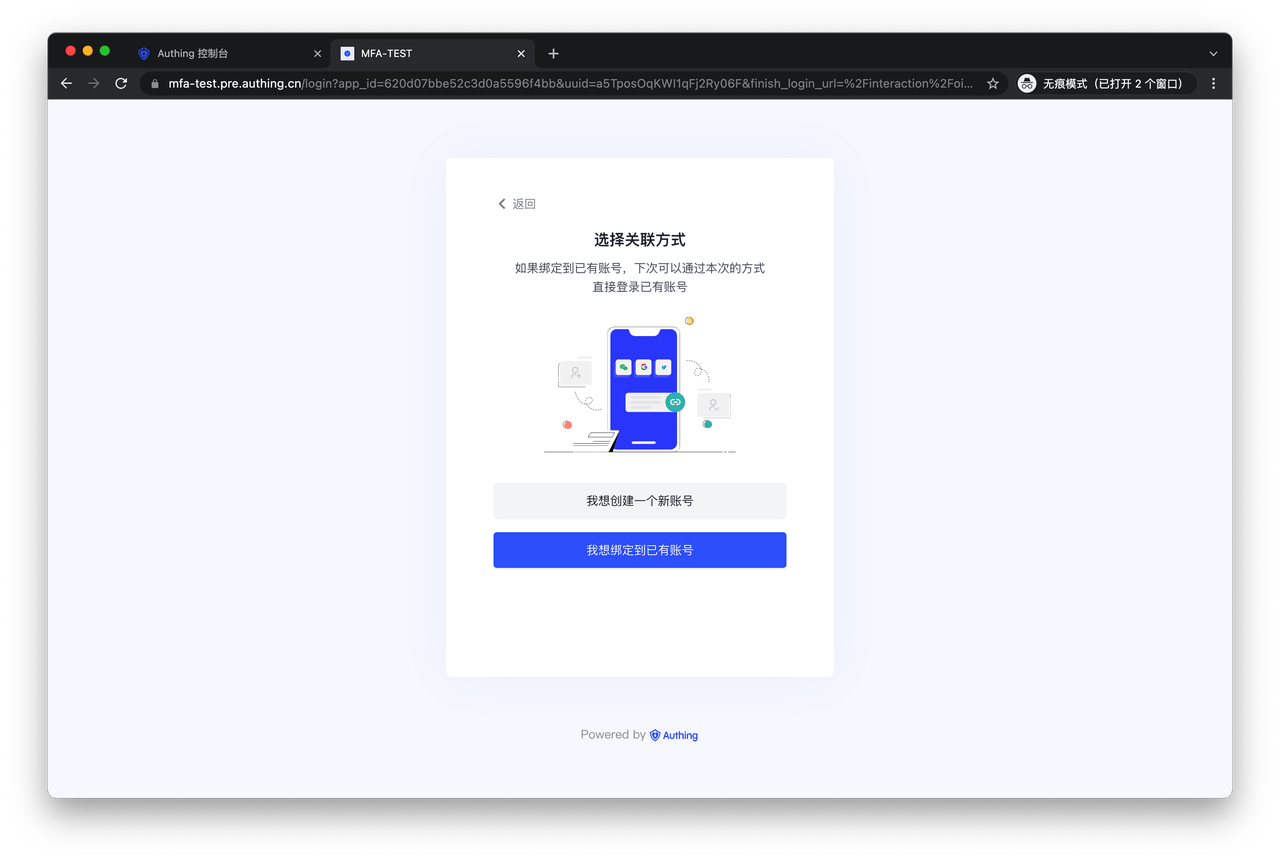 Authing 控制台
MFA-TEST
mfa-test.pre.authing.cn/login?app_id=620d07bbe52c3d0a5596f4bb&uuid=a5TposOqKWI1qFj2Ry06F&finish_login_url=%2Finteraction%2Foi...
无痕模式（已打开 2 个窗口）
返回
选择关联方式
如果绑定到已有账号，下次可以通过本次的方式
直接登录已有账号
我想创建一个新账号
我想绑定到已有账号
Powered by Authing